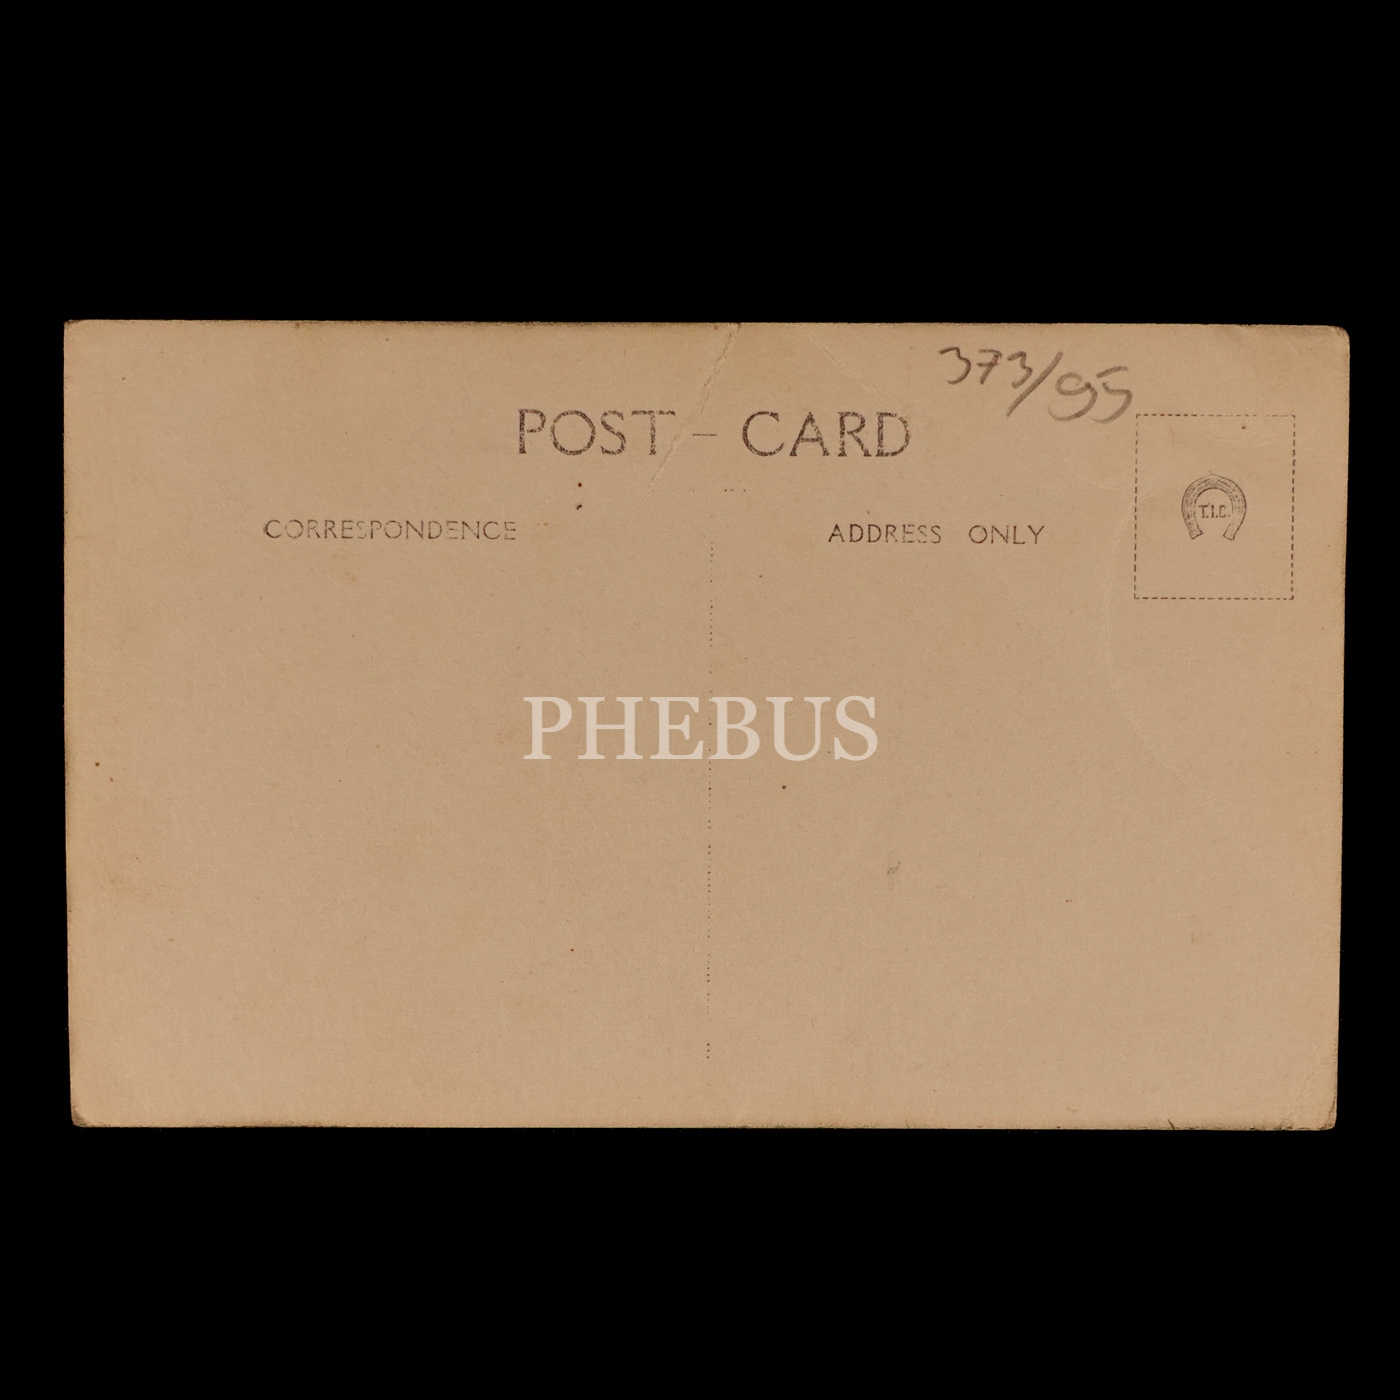 373/95
POST – CARD
CORRESPONDENCE
ADDRESS ONLY
T.I.C.
PHEBUS